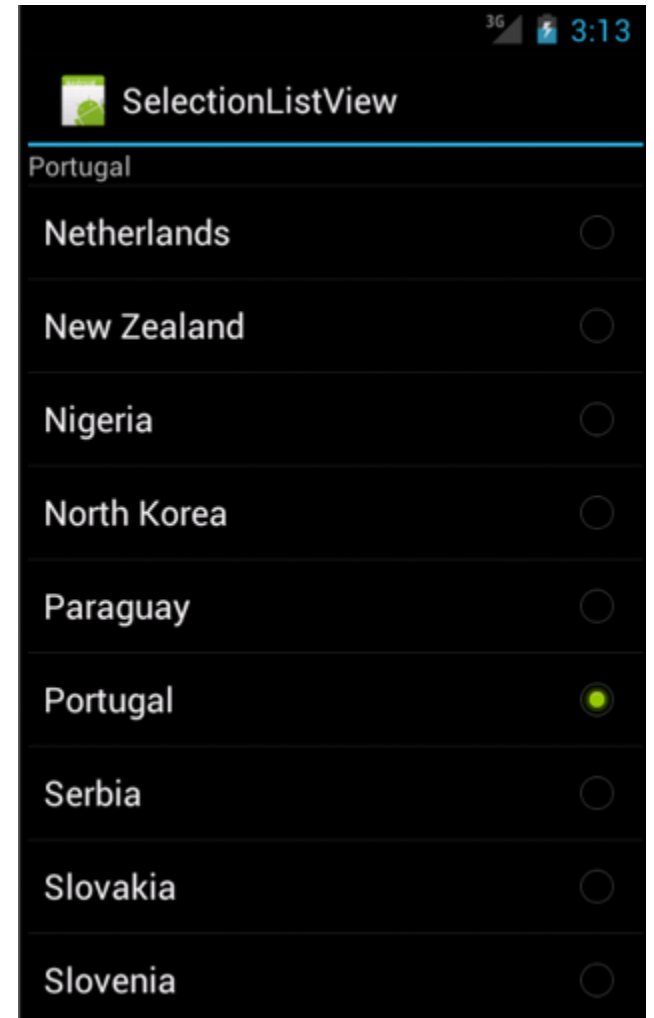 3G 3:13
SelectionListView
Portugal
Netherlands
New Zealand
Nigeria
North Korea
Paraguay
Portugal
Serbia
Slovakia
Slovenia